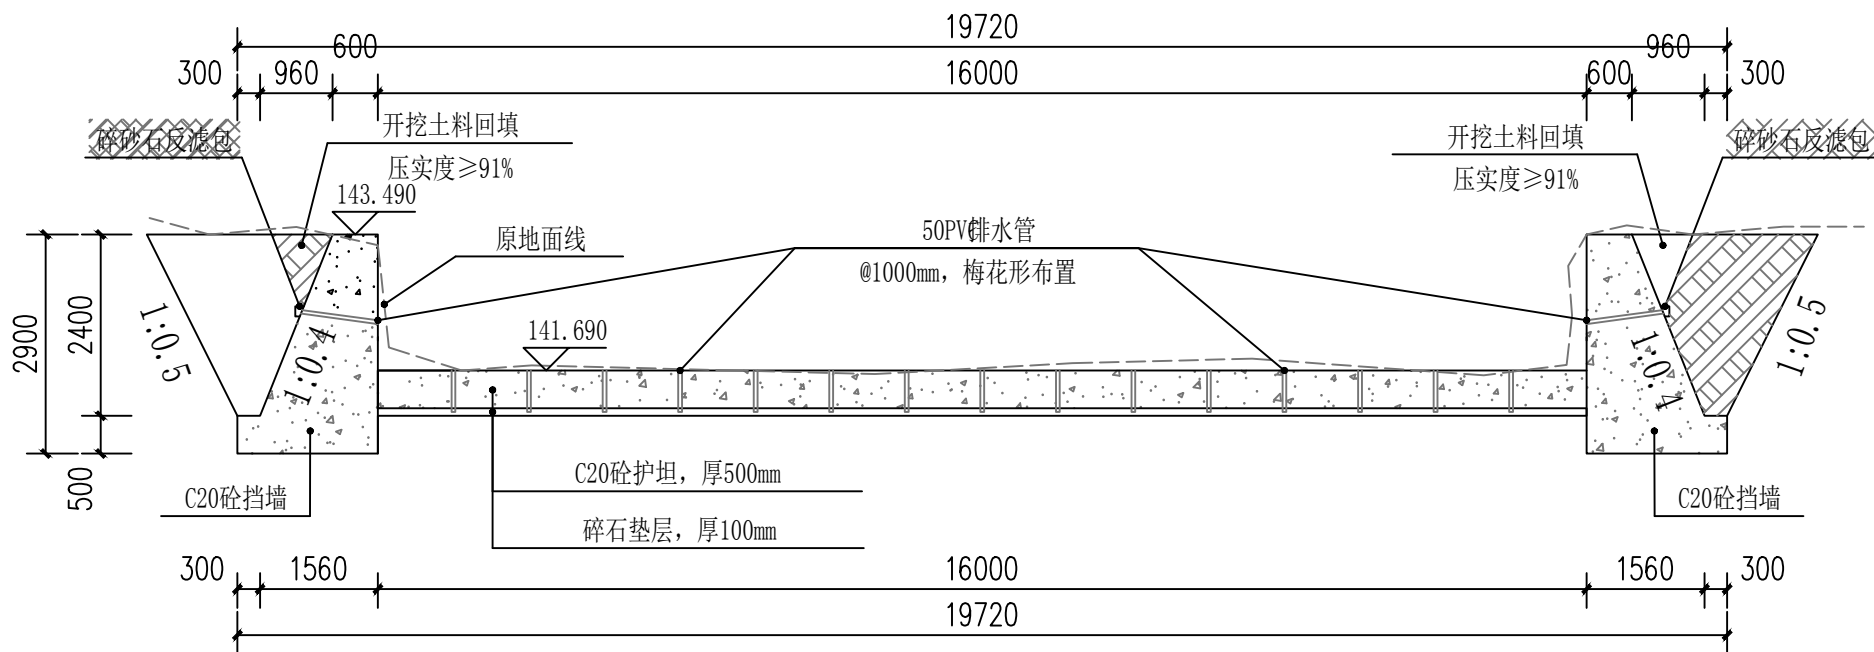 19720
600
960
300
960
16000
600
300
碎砂石反滤包
开挖土料回填
压实度≥91%
开挖土料回填
压实度≥91%
碎砂石反滤包
143.490
原地面线
50PVC排水管
@1000mm，梅花形布置
141.690
2900
2400
500
1:0.5
1:0.4
1:0.4
1:0.5
C20砼护坦，厚500mm
碎石垫层，厚100mm
C20砼挡墙
C20砼挡墙
300
1560
16000
1560
300
19720